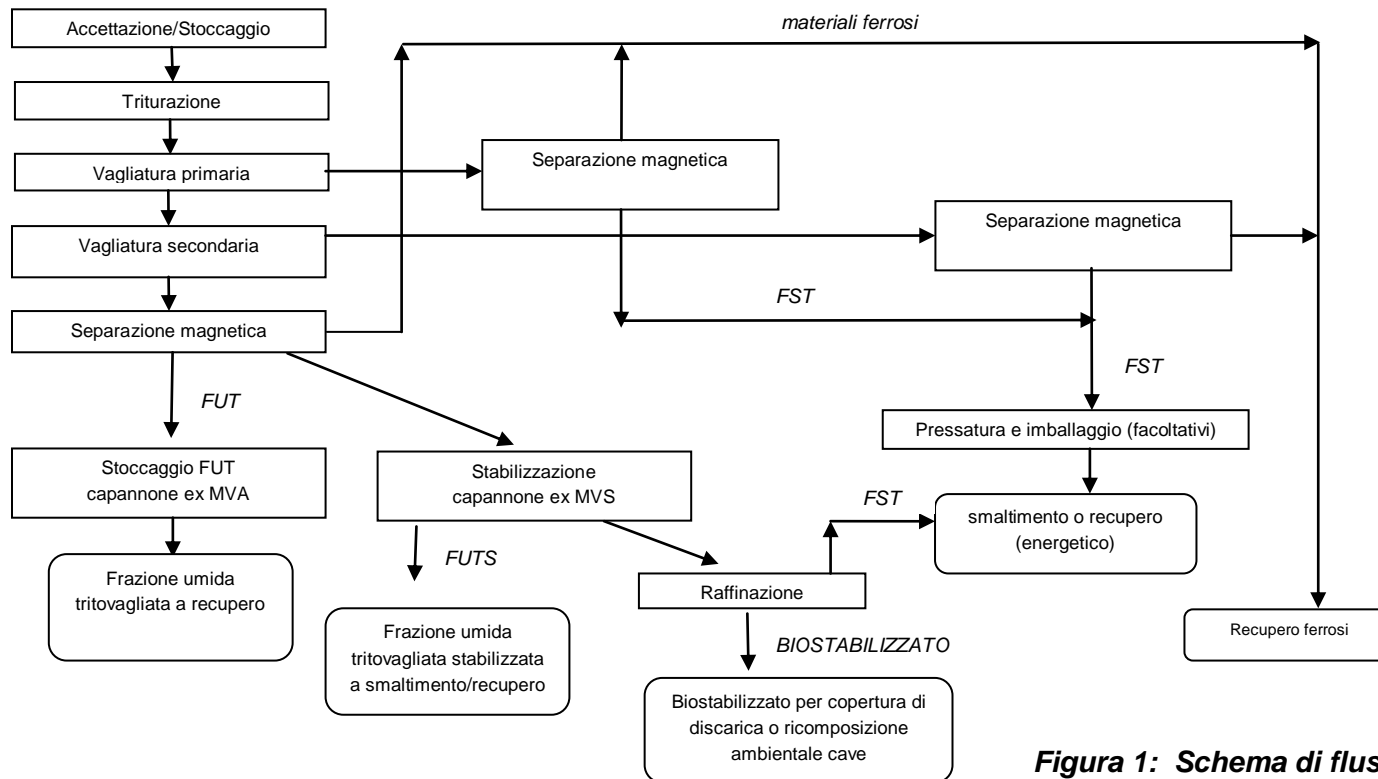 materiali ferrosi
Accettazione/Stoccaggio
Triturazione
Vagliatura primaria
Separazione magnetica
Vagliatura secondaria
Separazione magnetica
Separazione magnetica
FST
FUT
FST
Stoccaggio FUT
capannone ex MVA
Stabilizzazione
capannone ex MVS
Pressatura e imballaggio (facoltativi)
FST
smaltimento o recupero
(energetico)
FUTS
Frazione umida
tritovagliata a recupero
Raffinazione
Frazione umida
tritovagliata stabilizzata
a smaltimento/recupero
BIOSTABILIZZATO
Recupero ferrosi
Biostabilizzato per copertura di
discarica o ricomposizione
ambientale cave
Figura 1: Schema di flus